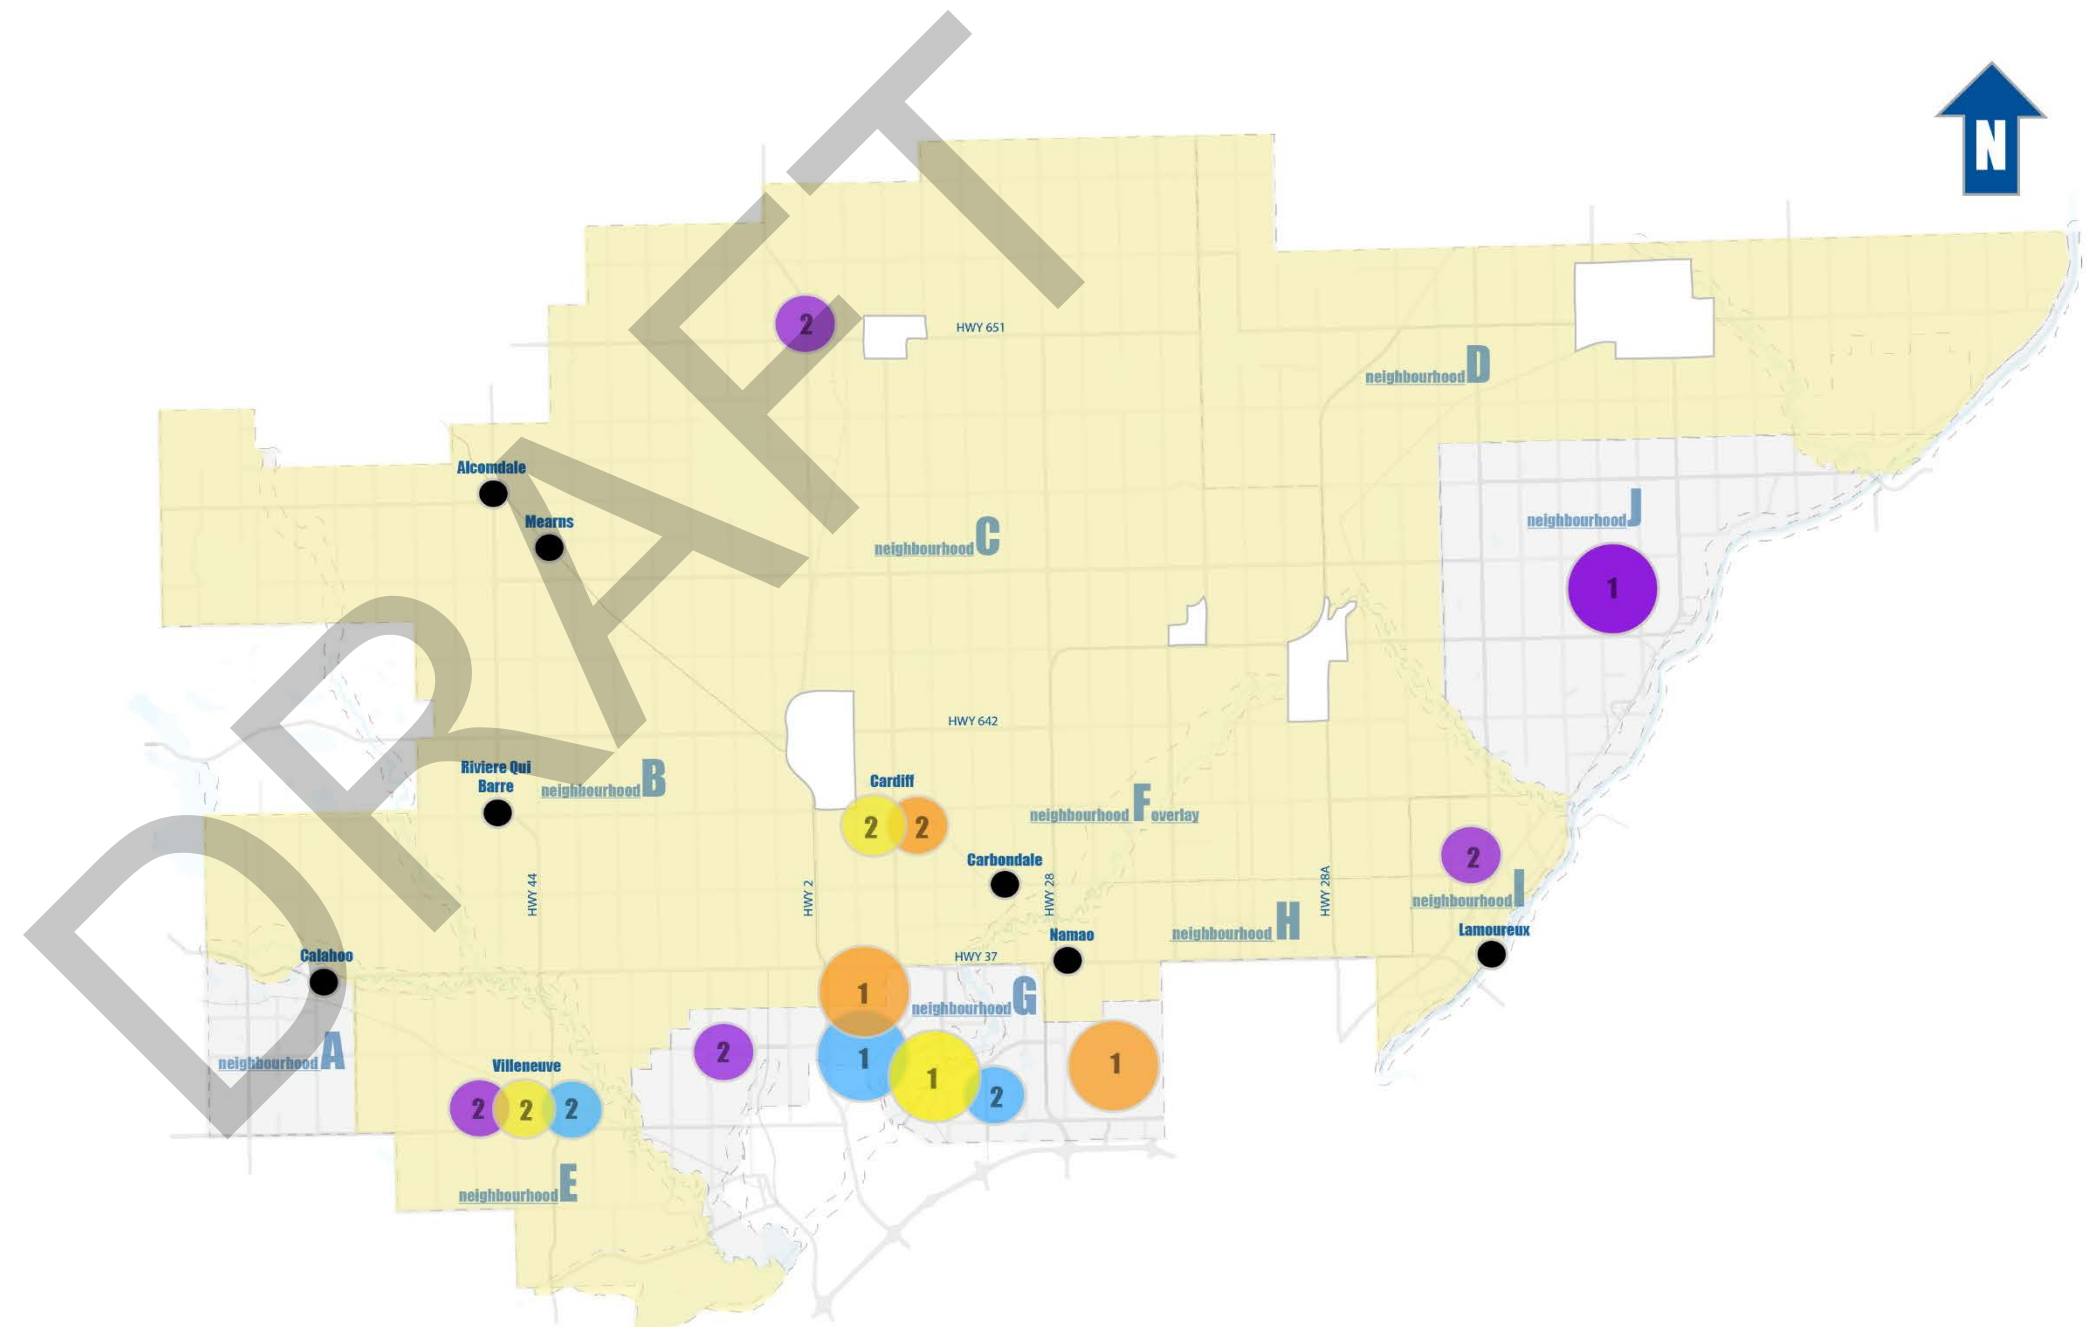 DRAFT
N
2
HWY 651
neighbourhood D
Alcomdale
Mearns
neighbourhood J
neighbourhood C
1
HWY 642
Riviere Qui
Barre
neighbourhood B
Cardiff
2 2
neighbourhood F overlay
Carbondale
2
HWY 44
HWY 2
HWY 28
HWY 28A
neighbourhood I
neighbourhood H
Namao
Lamoureux
Calahoo
HWY 37
1
neighbourhood G
neighbourhood A
2
1
1
2
1
Villeneuve
2 2 2
neighbourhood E